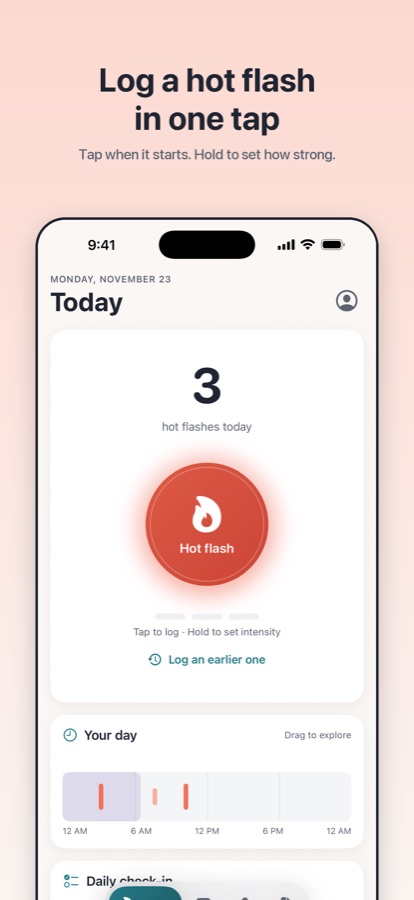 Log a hot flash
in one tap
Tap when it starts. Hold to set how strong.
9:41
MONDAY, NOVEMBER 23
Today
3
hot flashes today
Hot flash
Tap to log · Hold to set intensity
Log an earlier one
Your day
Drag to explore
12 AM 6 AM 12 PM 6 PM 12 AM
Daily check-in